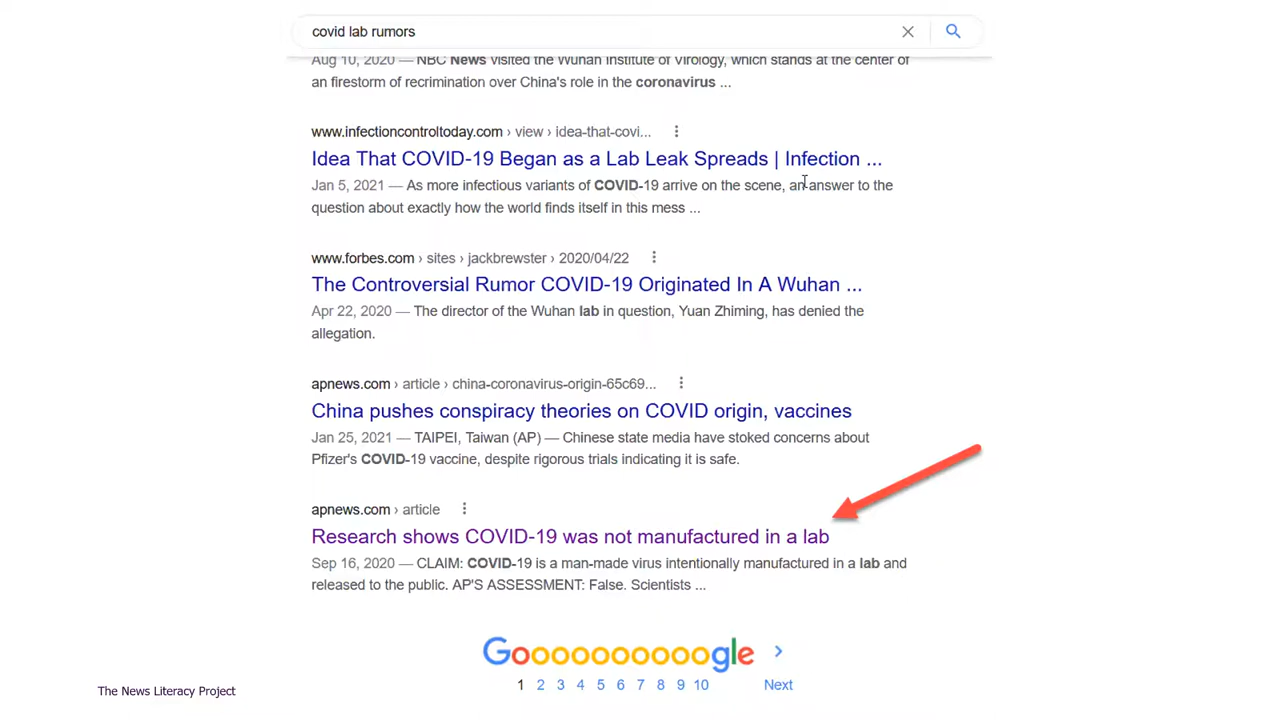 covid lab rumors
Aug 10, 2020 — NBC News visited the Wuhan Institute of Virology, which stands at the center of
an firestorm of recrimination over China's role in the coronavirus ...
www.infectioncontroltoday.com › view › idea-that-covi...
Idea That COVID-19 Began as a Lab Leak Spreads | Infection ...
Jan 5, 2021 — As more infectious variants of COVID-19 arrive on the scene, an answer to the
question about exactly how the world finds itself in this mess ...
www.forbes.com › sites › jackbrewster › 2020/04/22
The Controversial Rumor COVID-19 Originated In A Wuhan ...
Apr 22, 2020 — The director of the Wuhan lab in question, Yuan Zhiming, has denied the
allegation.
apnews.com › article › china-coronavirus-origin-65c69...
China pushes conspiracy theories on COVID origin, vaccines
Jan 25, 2021 — TAIPEI, Taiwan (AP) — Chinese state media have stoked concerns about
Pfizer's COVID-19 vaccine, despite rigorous trials indicating it is safe.
apnews.com › article
Research shows COVID-19 was not manufactured in a lab
Sep 16, 2020 — CLAIM: COVID-19 is a man-made virus intentionally manufactured in a lab and
released to the public. AP'S ASSESSMENT: False. Scientists ...
Goooooooooogle >
1 2 3 4 5 6 7 8 9 10 Next
The News Literacy Project